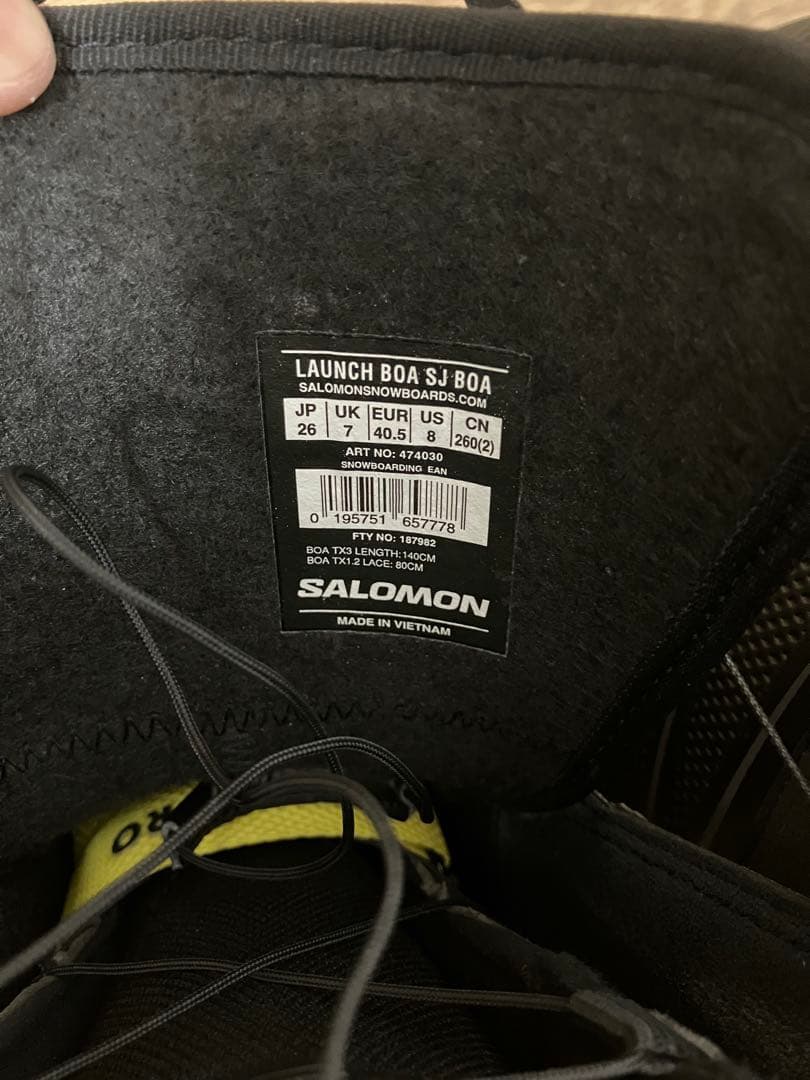 LAUNCH BOA SJ BOA
SALOMONSNOWBOARDS.COM
JP UK EUR US CN
26 7 40.5 8 260(2)
ART NO: 474030
SNOWBOARDING EAN
0 195751 657778
FTY NO: 187982
BOA TX3 LENGTH:140CM
BOA TX1.2 LACE: 80CM
SALOMON
MADE IN VIETNAM
RO